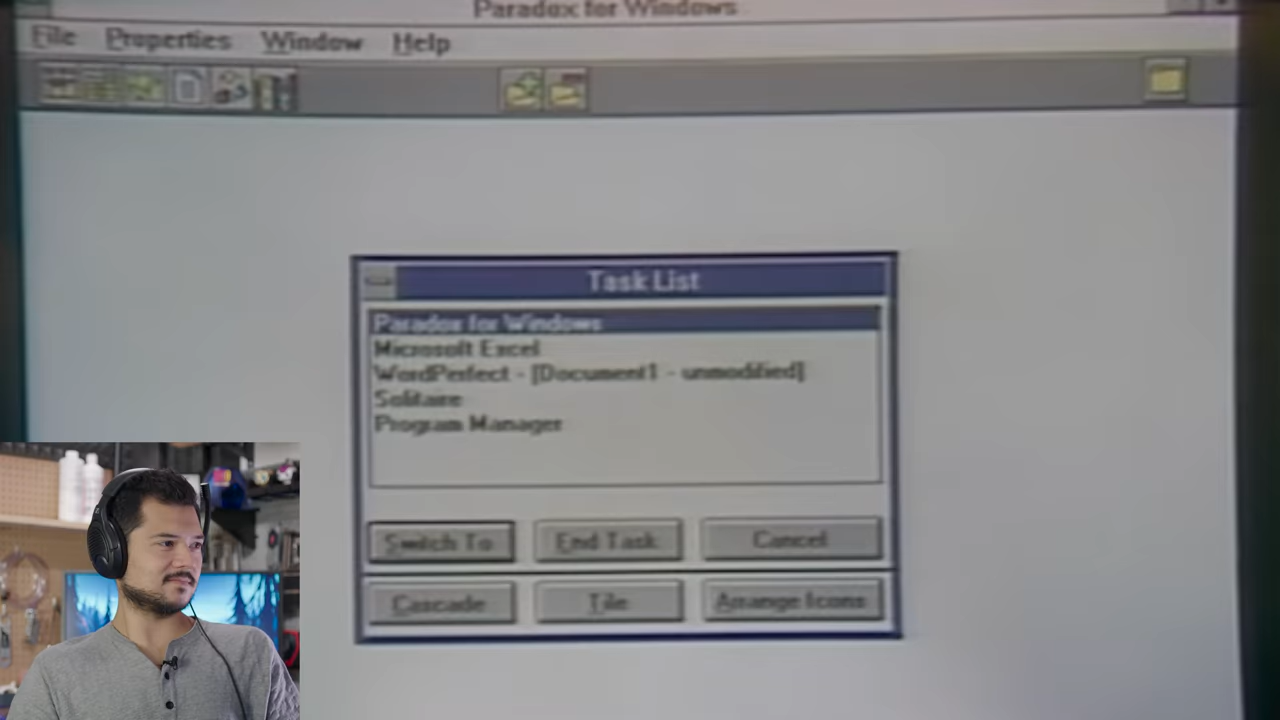 Paradox for Windows
File Properties Window Help
Task List
Paradox for Windows
Microsoft Excel
WordPerfect - [Document1 - unmodified]
Solitaire
Program Manager
Switch To End Task Cancel
Cascade Tile Arrange Icons